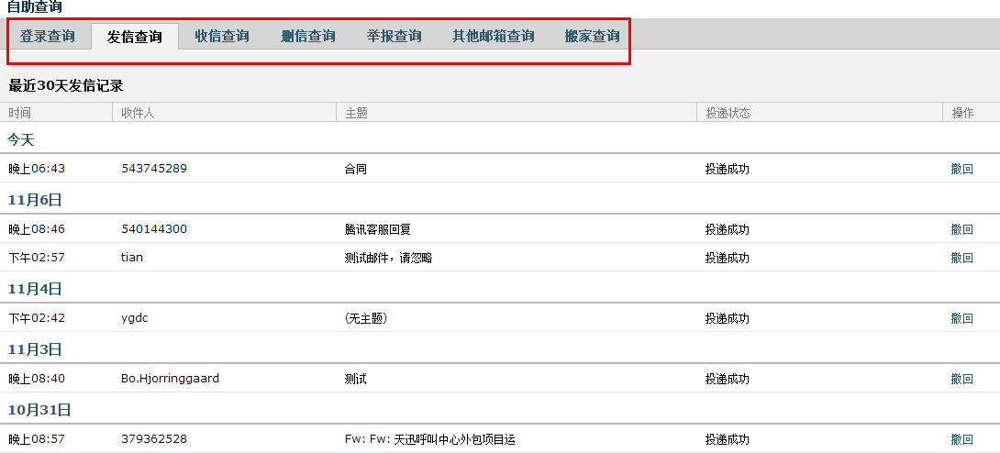 自助查询
登录查询 发信查询 收信查询 删信查询 举报查询 其他邮箱查询 搬家查询
最近30天发信记录
时间 收件人 主题 投递状态 操作
今天
晚上06:43 543745289 合同 投递成功 撤回
11月6日
晚上08:46 540144300 腾讯客服回复 投递成功 撤回
下午02:57 tian 测试邮件，请忽略 投递成功 撤回
11月4日
下午02:42 ygdc (无主题) 投递成功 撤回
11月3日
晚上08:40 Bo.Hjorringgaard 测试 投递成功 撤回
10月31日
晚上08:57 379362528 Fw: Fw: 天迅呼叫中心外包项目运 投递成功 撤回